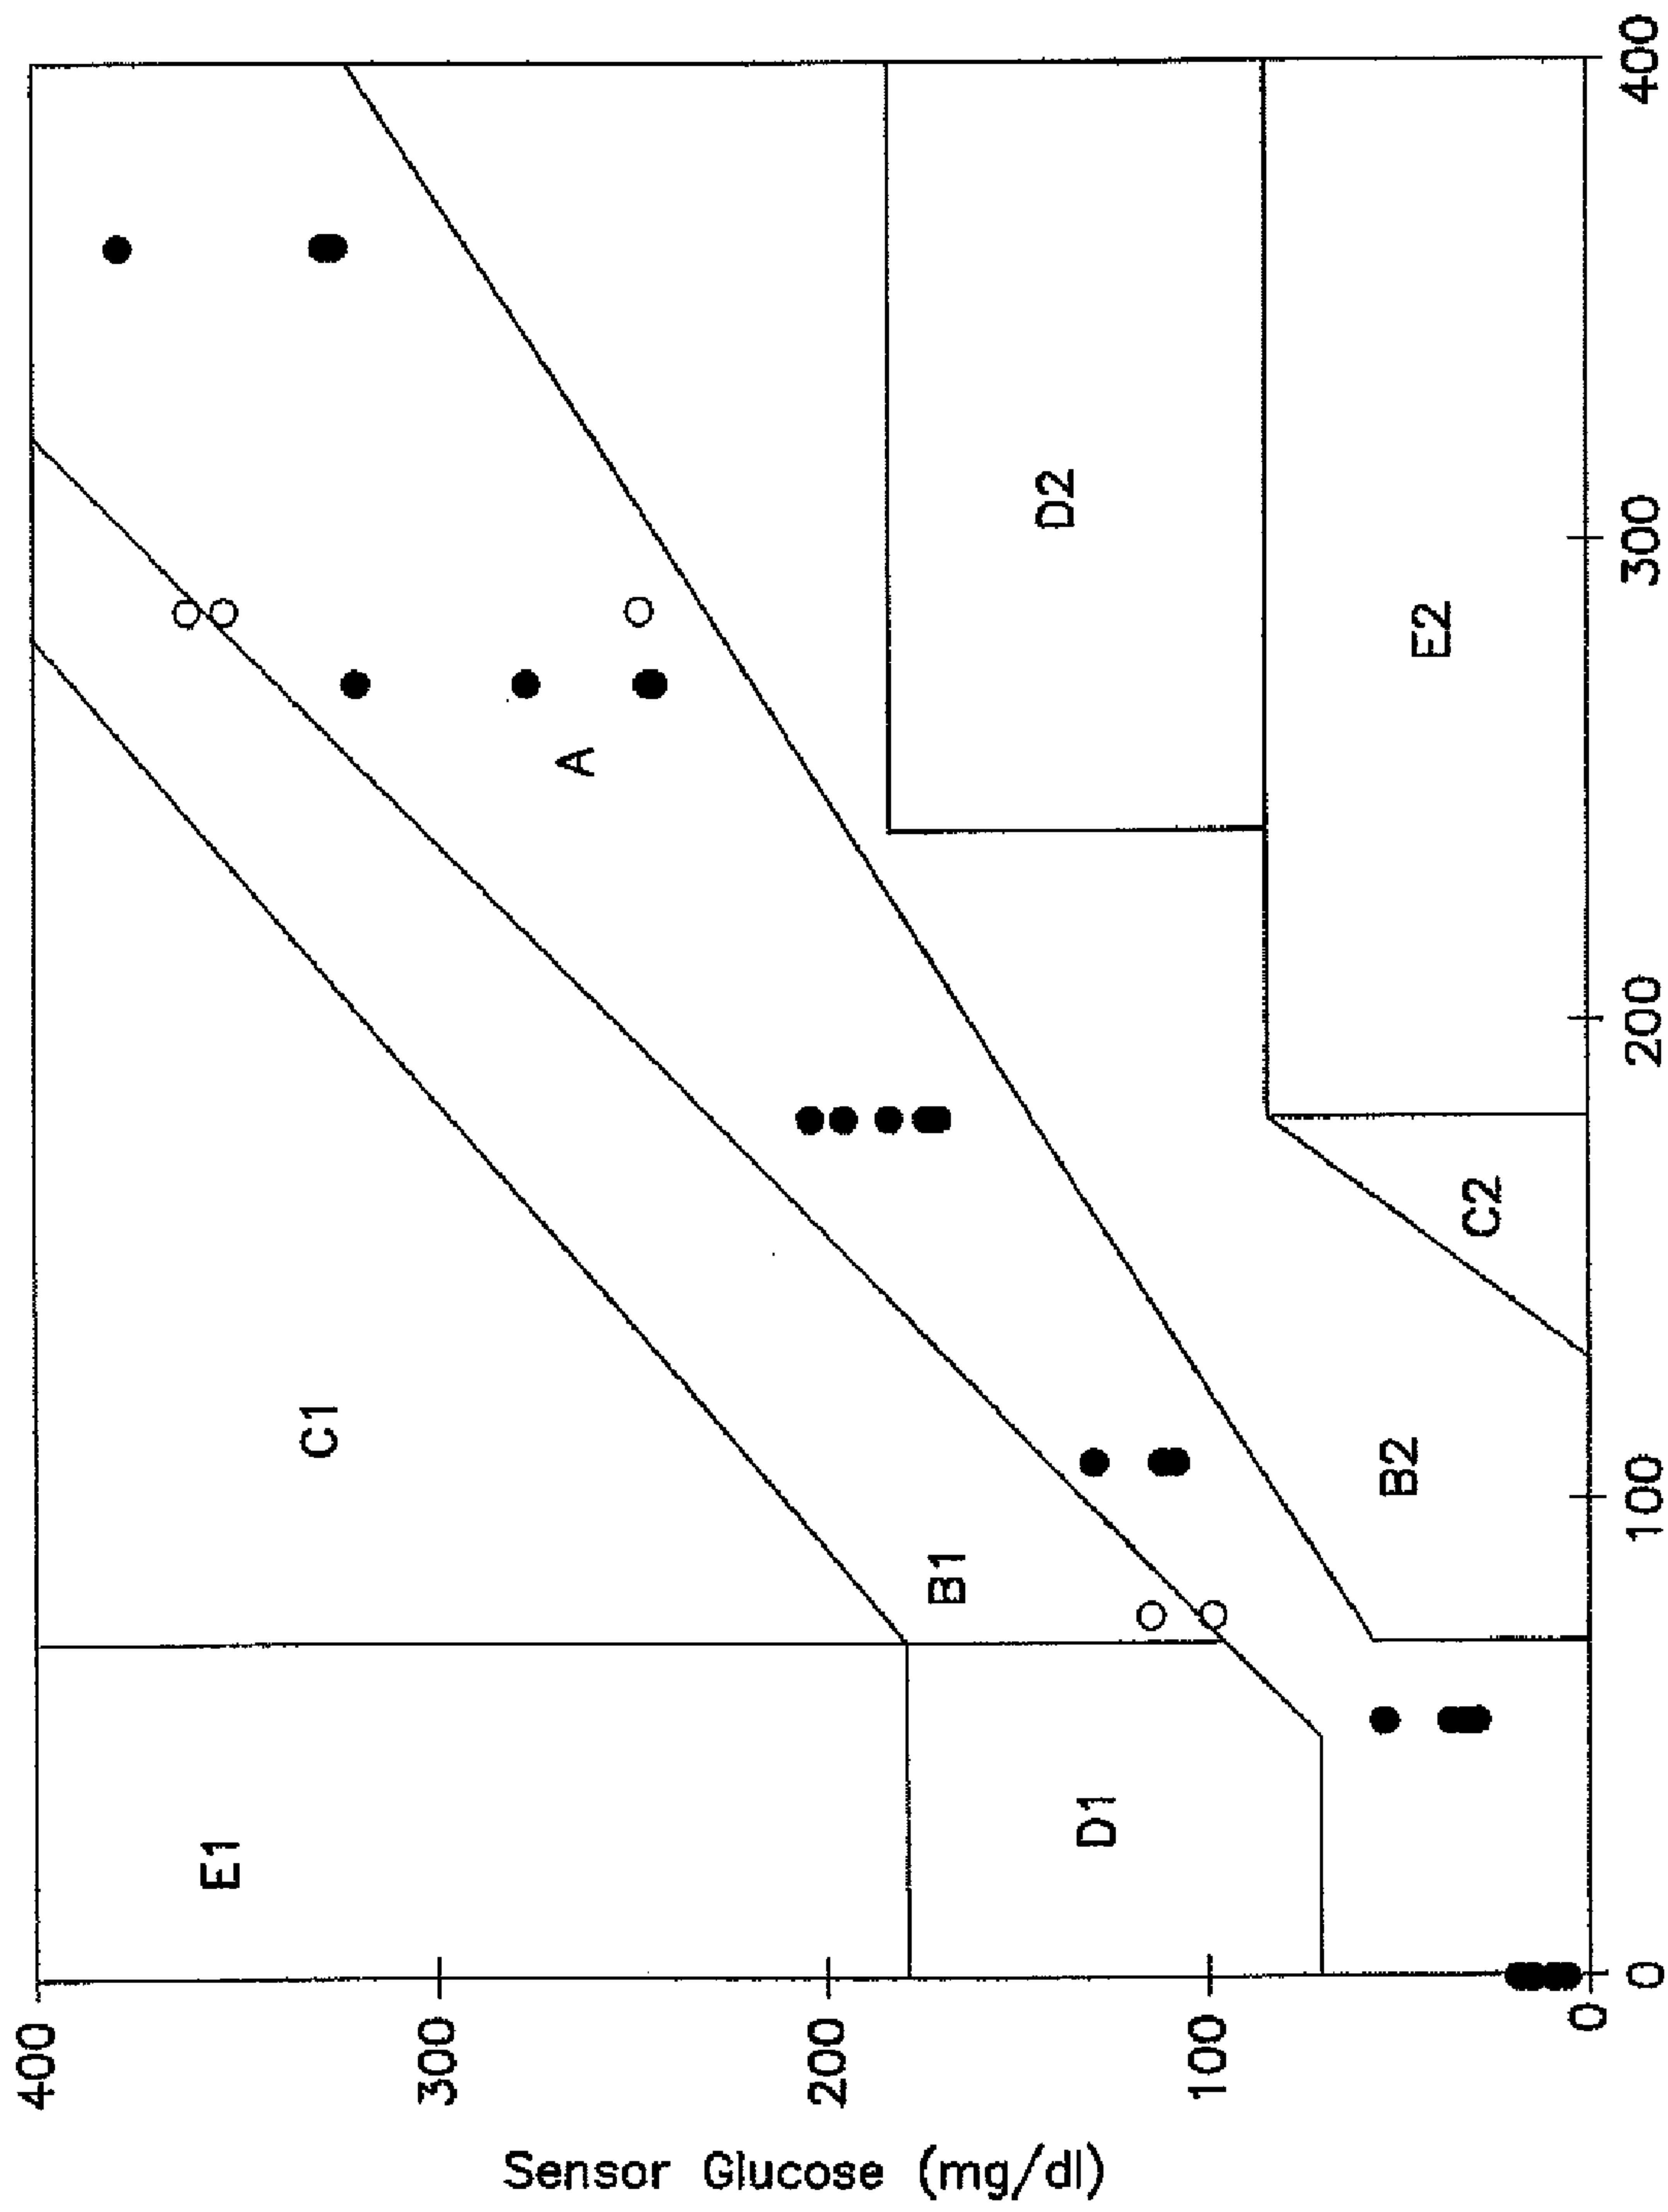 400
300
200
100
0
Sensor Glucose (mg/dl)
E1
C1
D1
B1
A
B2
C2
D2
E2
0
100
200
300
400